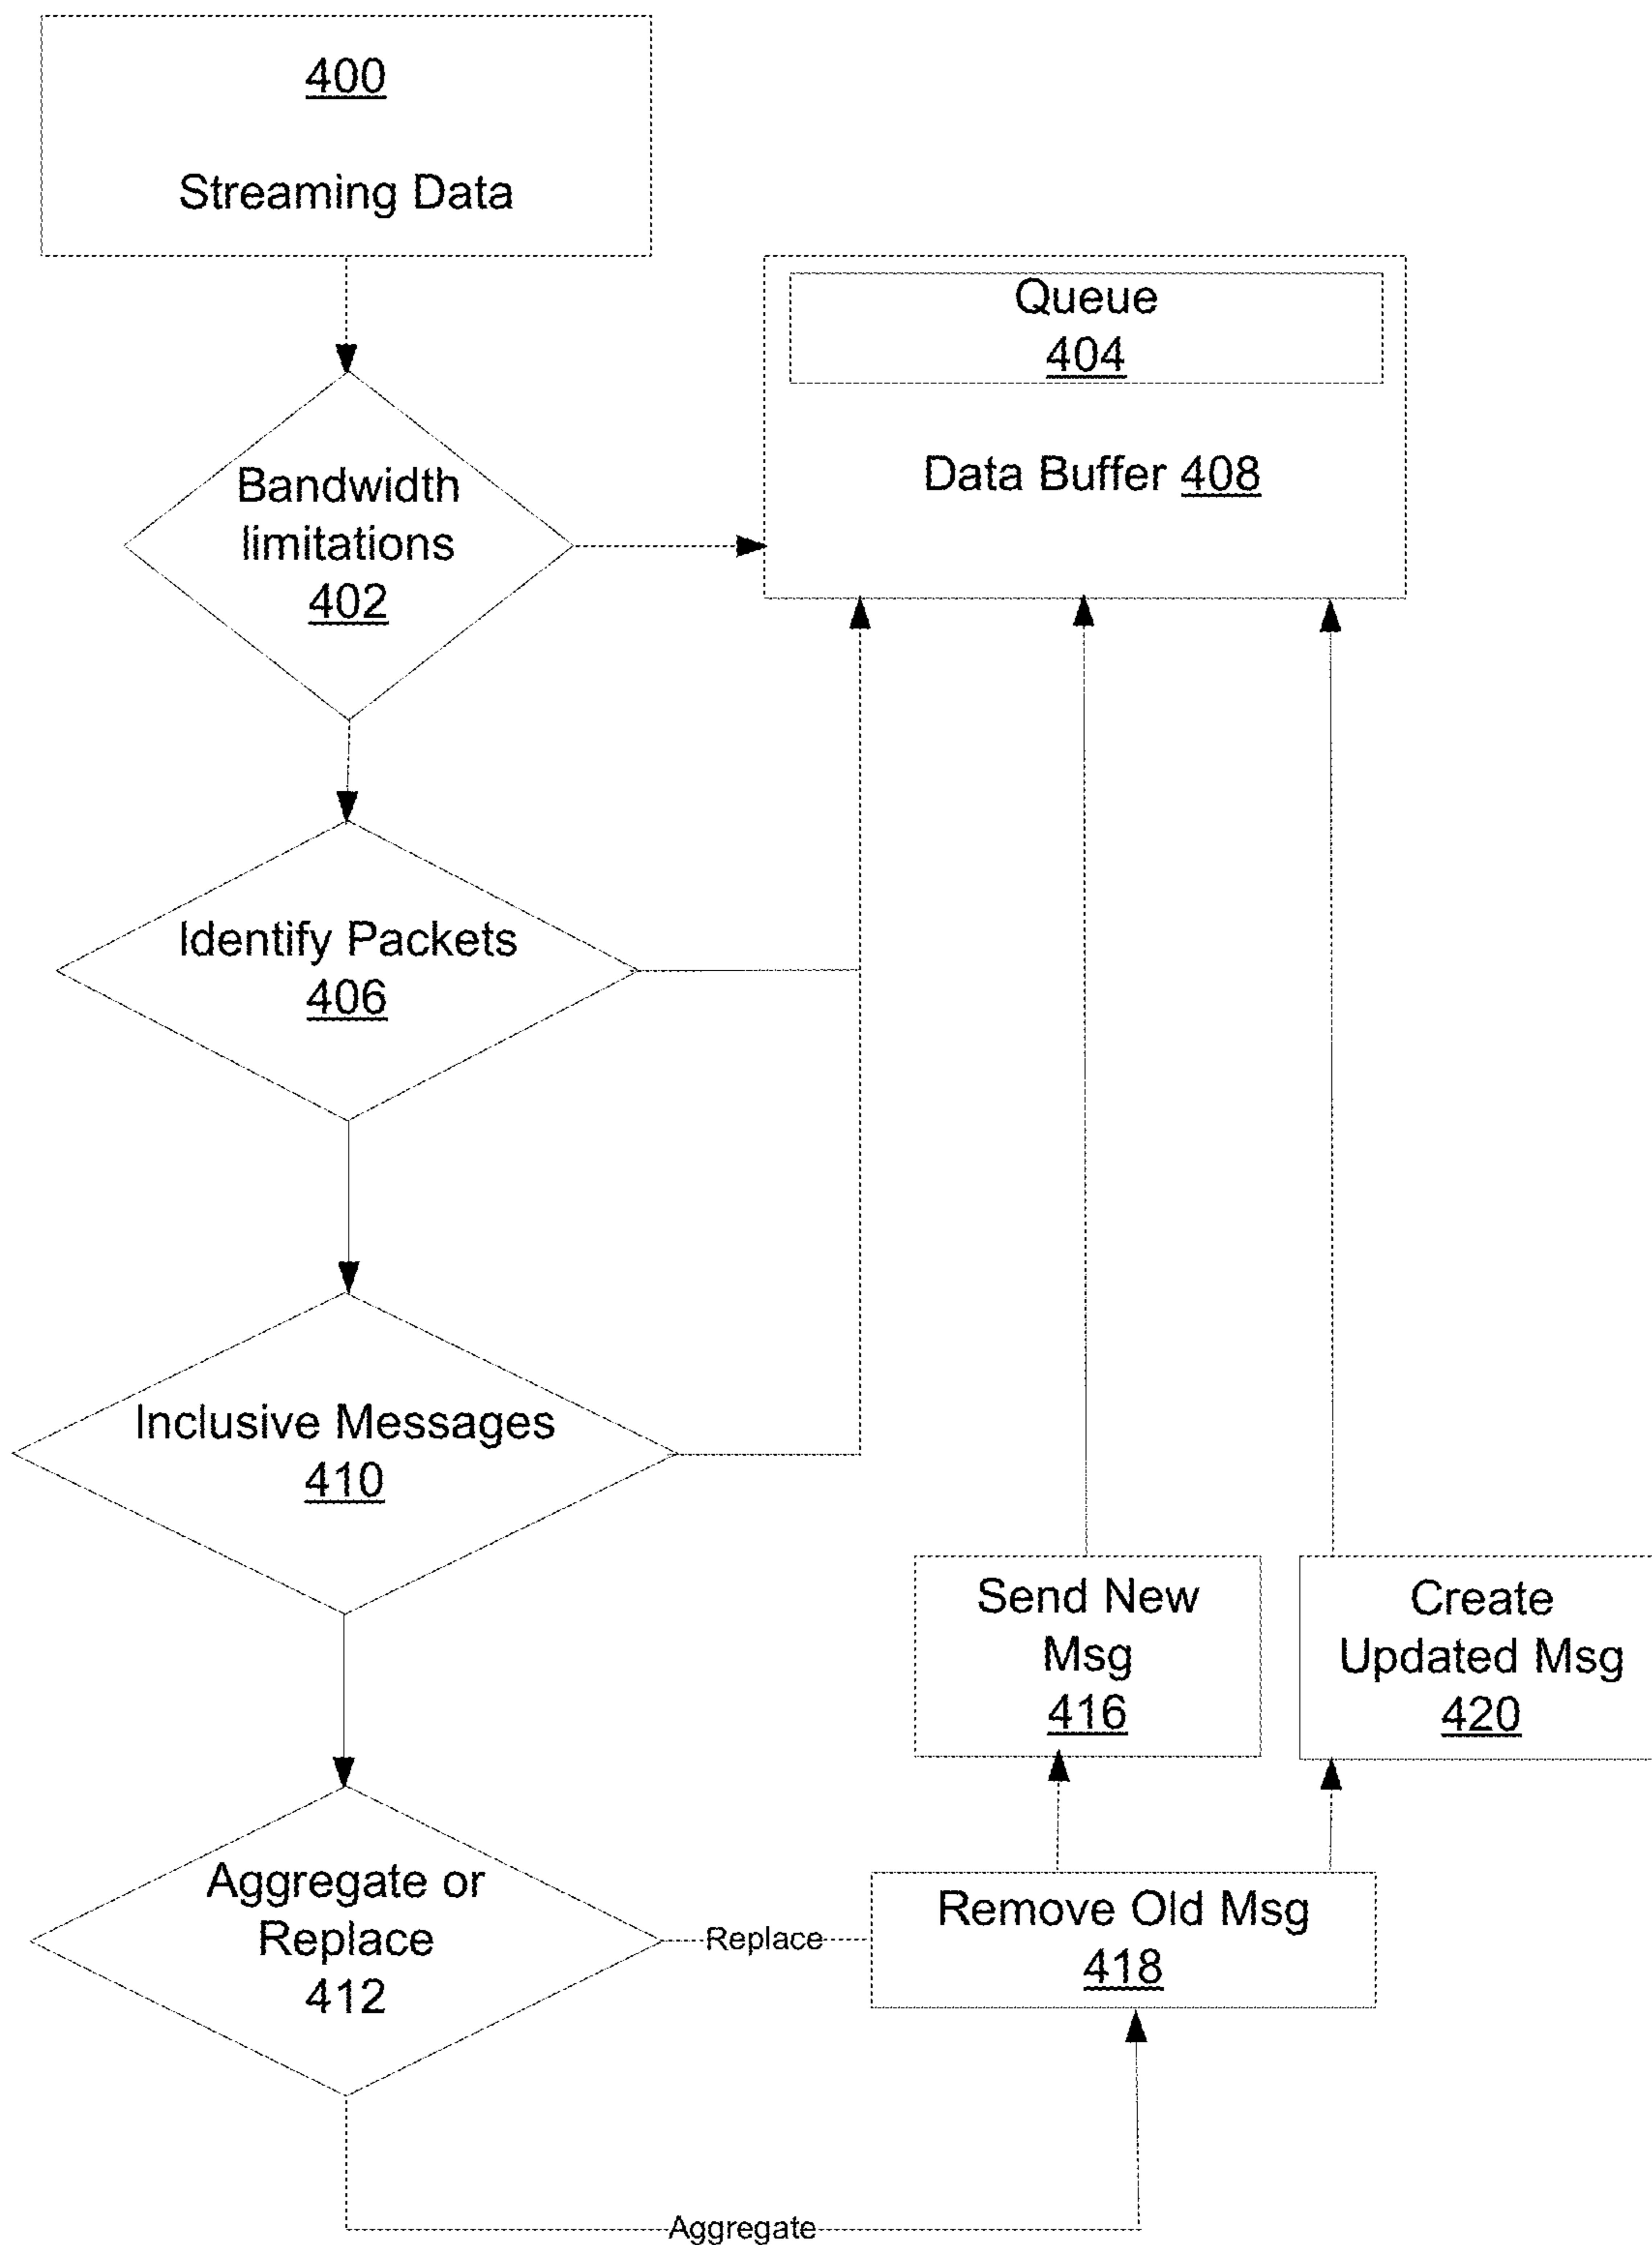 400
Streaming Data
Queue
404
Data Buffer 408
Bandwidth
limitations
402
Identify Packets
406
Inclusive Messages
410
Send New
Msg
416
Create
Updated Msg
420
Aggregate or
Replace
412
Replace
Remove Old Msg
418
Aggregate